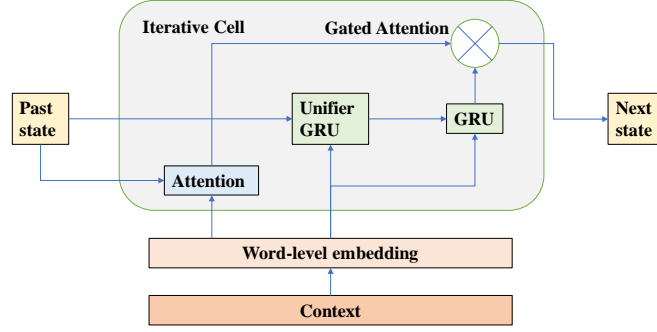 Iterative Cell
Gated Attention
Past
state
Unifier
GRU
GRU
Next
state
Attention
Word-level embedding
Context